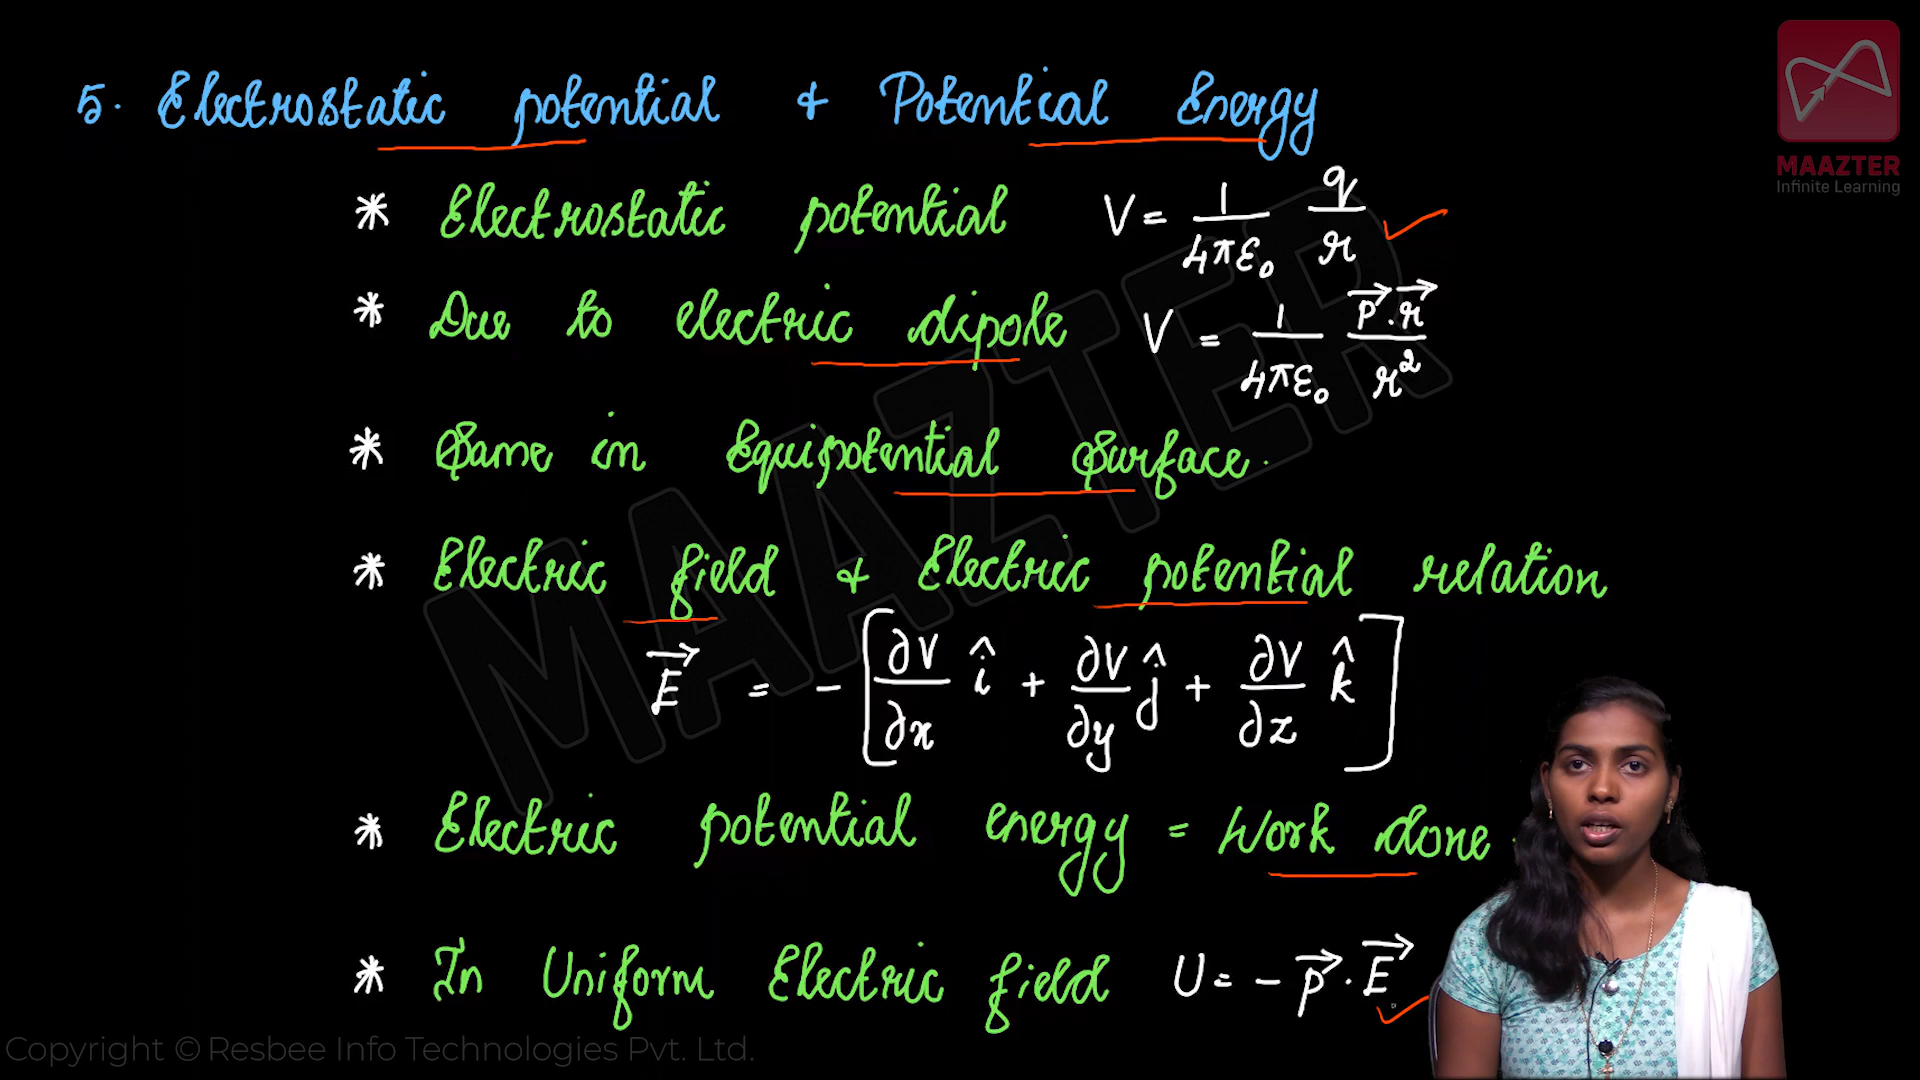 5. Electrostatic potential & Potential Energy
* Electrostatic potential V = 1/4πε₀ q/r
* Due to electric dipole V = 1/4πε₀ p⃗.r⃗/r²
* Same in Equipotential Surface.
* Electric field & Electric potential relation
E⃗ = - [∂V/∂x î + ∂V/∂y ĵ + ∂V/∂z k̂]
* Electric potential energy = Work done.
* In Uniform Electric field U = - p⃗ . E⃗
MAAZTER
Infinite Learning
MAAZTER
Copyright © Resbee Info Technologies Pvt. Ltd.